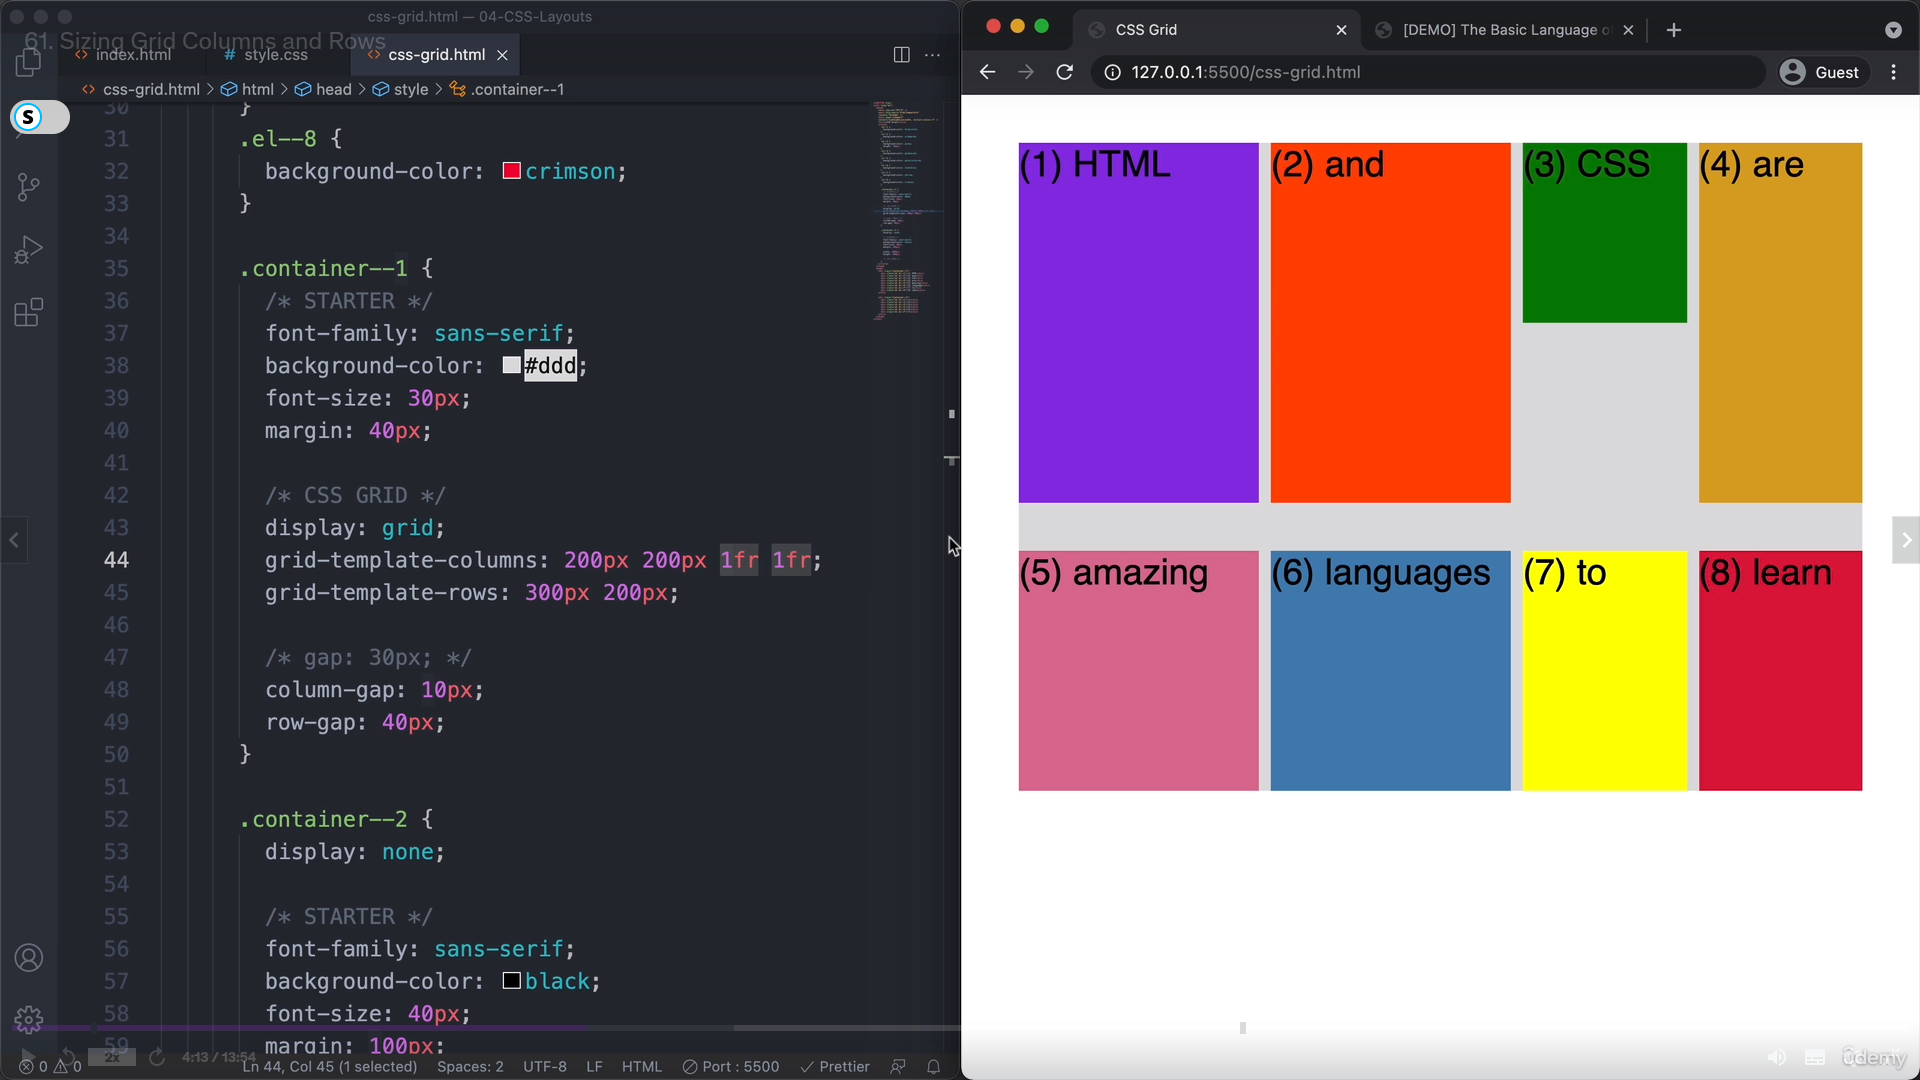 css-grid.html — 04-CSS-Layouts
61. Sizing Grid Columns and Rows
index.html
# style.css
css-grid.html
css-grid.html > html > head > style > .container--1
S
30 }
31 .el--8 {
32 background-color: crimson;
33 }
34
35 .container--1 {
36 /* STARTER */
37 font-family: sans-serif;
38 background-color: #ddd;
39 font-size: 30px;
40 margin: 40px;
41
42 /* CSS GRID */
43 display: grid;
44 grid-template-columns: 200px 200px 1fr 1fr;
45 grid-template-rows: 300px 200px;
46
47 /* gap: 30px; */
48 column-gap: 10px;
49 row-gap: 40px;
50 }
51
52 .container--2 {
53 display: none;
54
55 /* STARTER */
56 font-family: sans-serif;
57 background-color: black;
58 font-size: 40px;
59 margin: 100px;
2x
4:13 / 13:54
0 0
Ln 44, Col 45 (1 selected)
Spaces: 2
UTF-8
LF
HTML
Port : 5500
Prettier
CSS Grid
[DEMO] The Basic Language o
127.0.0.1:5500/css-grid.html
Guest
(1) HTML
(2) and
(3) CSS
(4) are
(5) amazing
(6) languages
(7) to
(8) learn
Udemy